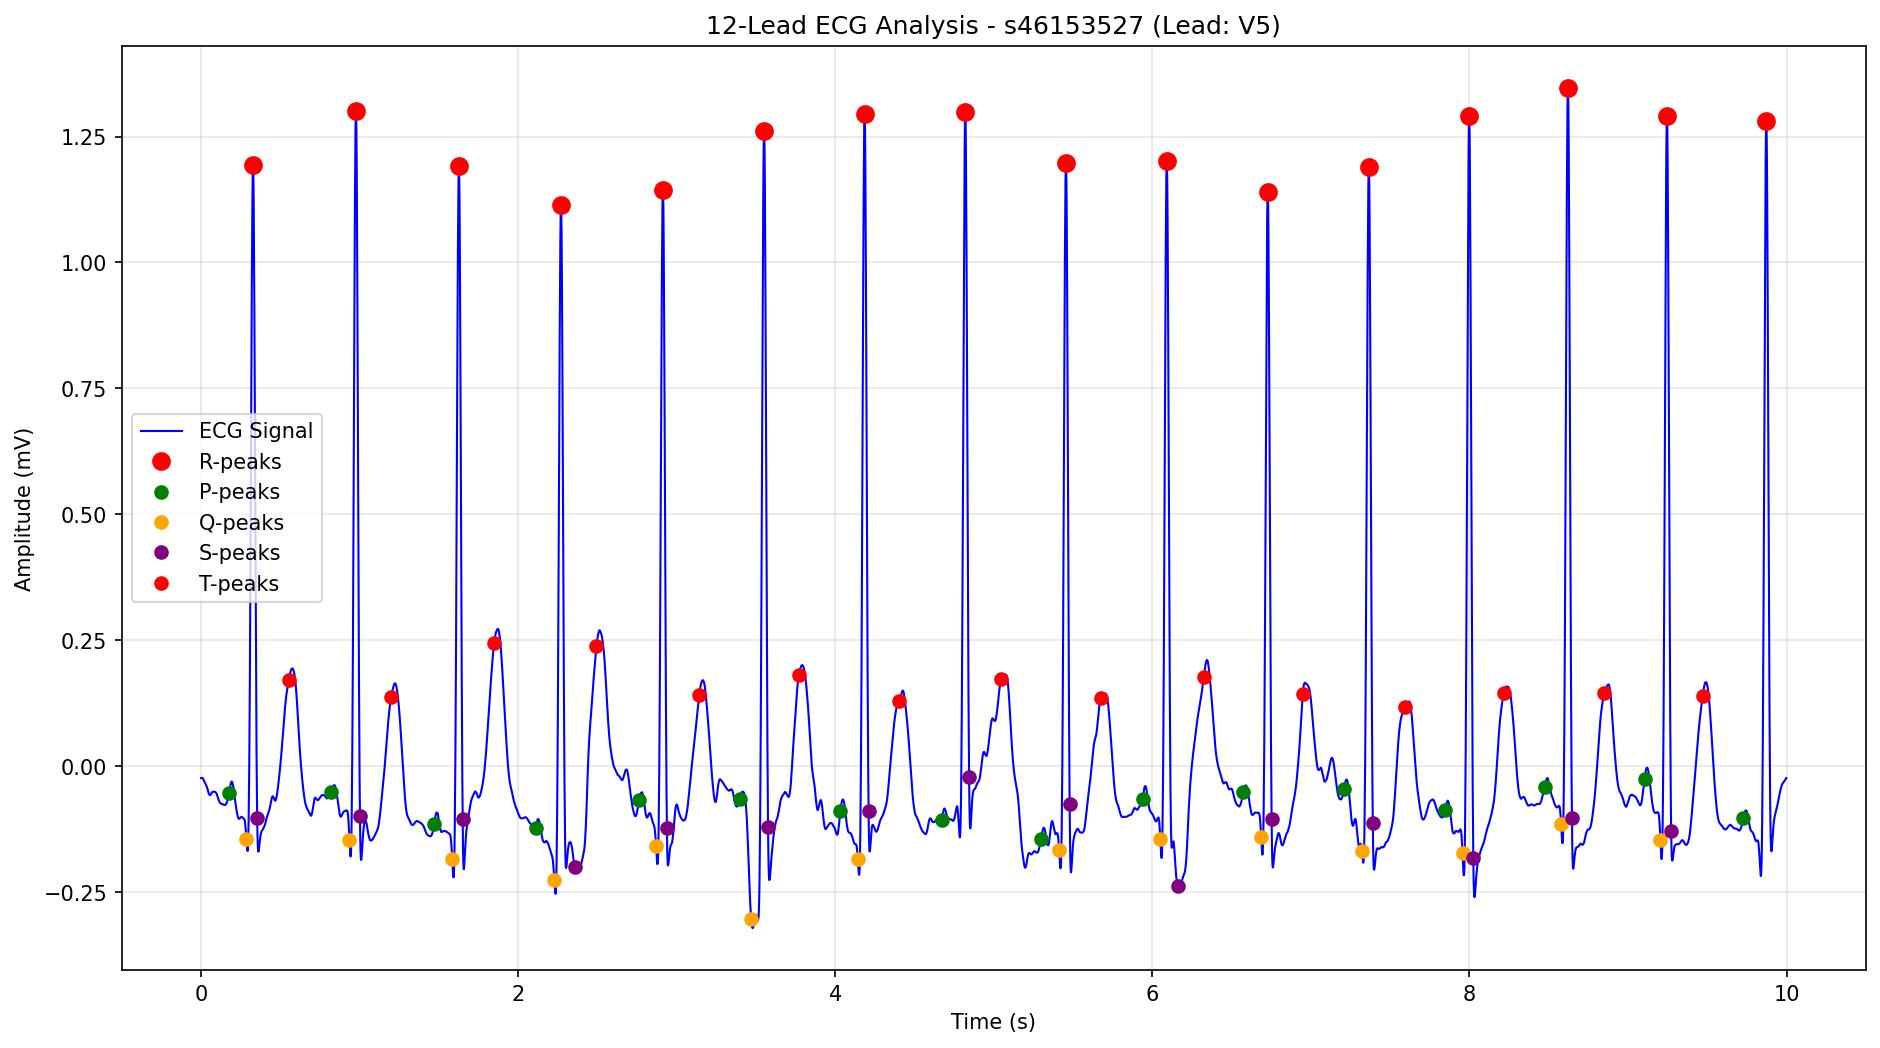 12-Lead ECG Analysis - s46153527 (Lead: V5)
Amplitude (mV)
1.25
1.00
0.75
0.50
0.25
0.00
−0.25
ECG Signal
R-peaks
P-peaks
Q-peaks
S-peaks
T-peaks
0 2 4 6 8 10
Time (s)